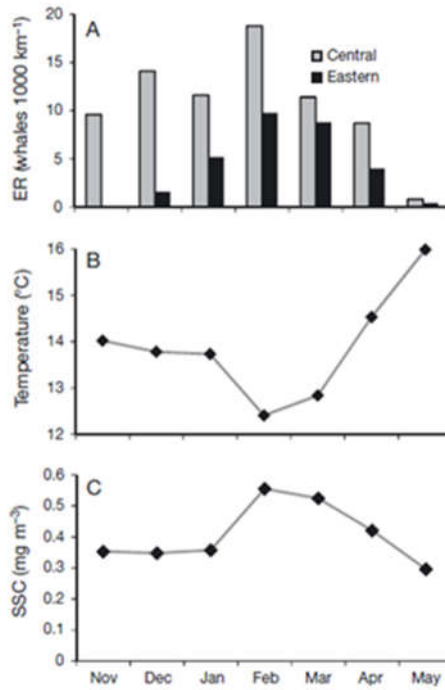 A
20
15
10
5
0
ER (whales 1000 km⁻¹)
Central
Eastern
B
16
15
14
13
12
Temperature (°C)
C
0.6
0.5
0.4
0.3
0.2
0.1
0
SSC (mg m⁻³)
Nov Dec Jan Feb Mar Apr May